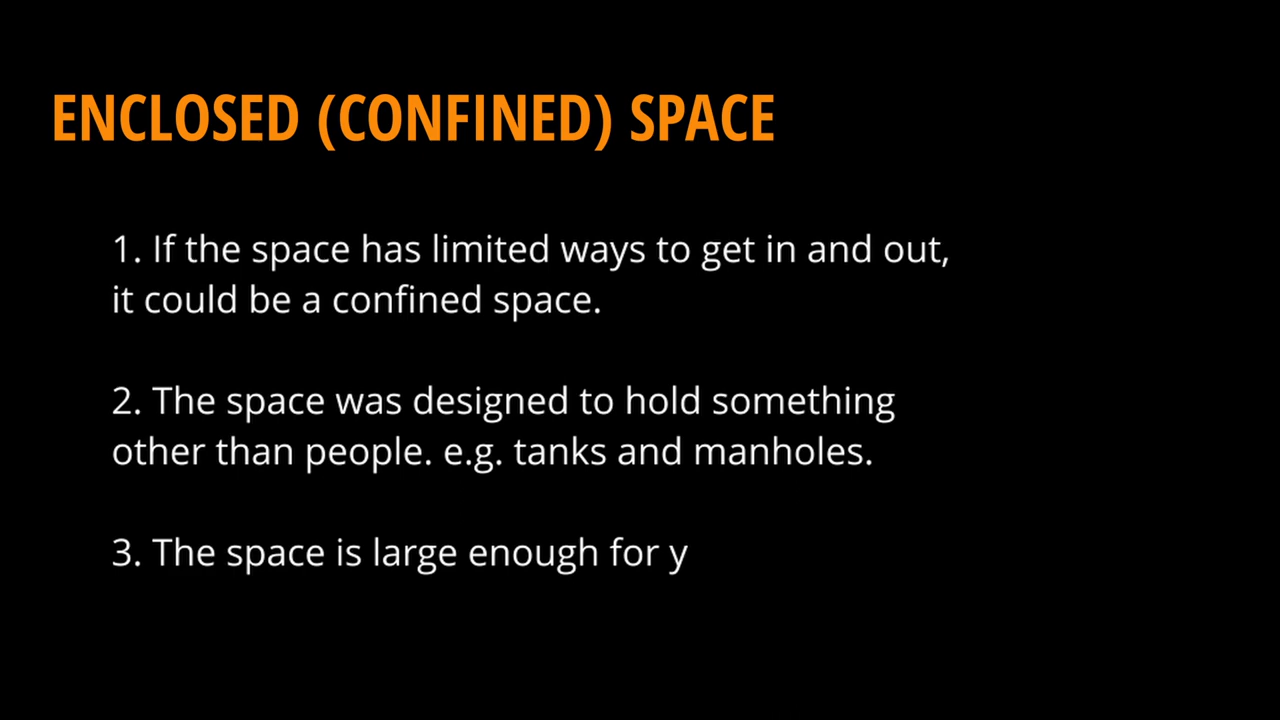 ENCLOSED (CONFINED) SPACE
1. If the space has limited ways to get in and out,
it could be a confined space.
2. The space was designed to hold something
other than people. e.g. tanks and manholes.
3. The space is large enough for y